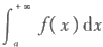 ∫_a^{+∞} f(x)dx